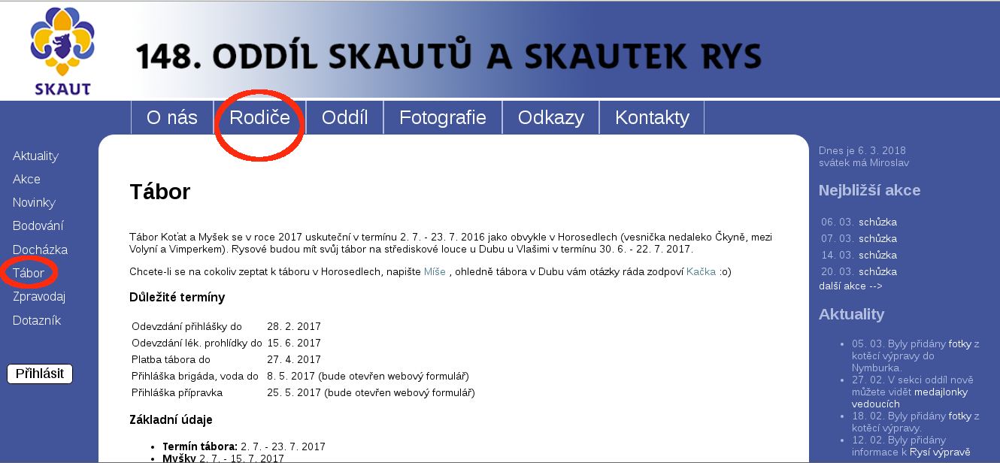 SKAUT
148. ODDÍL SKAUTŮ A SKAUTEK RYS
O nás Rodiče Oddíl Fotografie Odkazy Kontakty
Aktuality
Akce
Novinky
Bodování
Docházka
Tábor
Zpravodaj
Dotazník
Přihlásit
Tábor
Tábor Koťat a Myšek se v roce 2017 uskuteční v termínu 2. 7. - 23. 7. 2016 jako obvykle v Horosedlech (vesnička nedaleko Čkyně, mezi
Volyní a Vimperkem). Rysové budou mít svůj tábor na střediskové louce u Dubu u Vlašimi v termínu 30. 6. - 22. 7. 2017.
Chcete-li se na cokoliv zeptat k táboru v Horosedlech, napište Míše , ohledně tábora v Dubu vám otázky ráda zodpoví Kačka :o)
Důležité termíny
Odevzdání přihlášky do 28. 2. 2017
Odevzdání lék. prohlídky do 15. 6. 2017
Platba tábora do 27. 4. 2017
Přihláška brigáda, voda do 8. 5. 2017 (bude otevřen webový formulář)
Přihláška přípravka 25. 5. 2017 (bude otevřen webový formulář)
Základní údaje
• Termín tábora: 2. 7. - 23. 7. 2017
• Myšky 2. 7. - 15. 7. 2017
Dnes je 6. 3. 2018
svátek má Miroslav
Nejbližší akce
06. 03. schůzka
07. 03. schůzka
14. 03. schůzka
20. 03. schůzka
další akce -->
Aktuality
• 05. 03. Byly přidány fotky z
kotěcí výpravy do
Nymburka.
• 27. 02. V sekci oddíl nově
můžete vidět medajlonky
vedoucích
• 18. 02. Byly přidány fotky z
kotěcí výpravy.
• 12. 02. Byly přidány
informace k Rysí výpravě